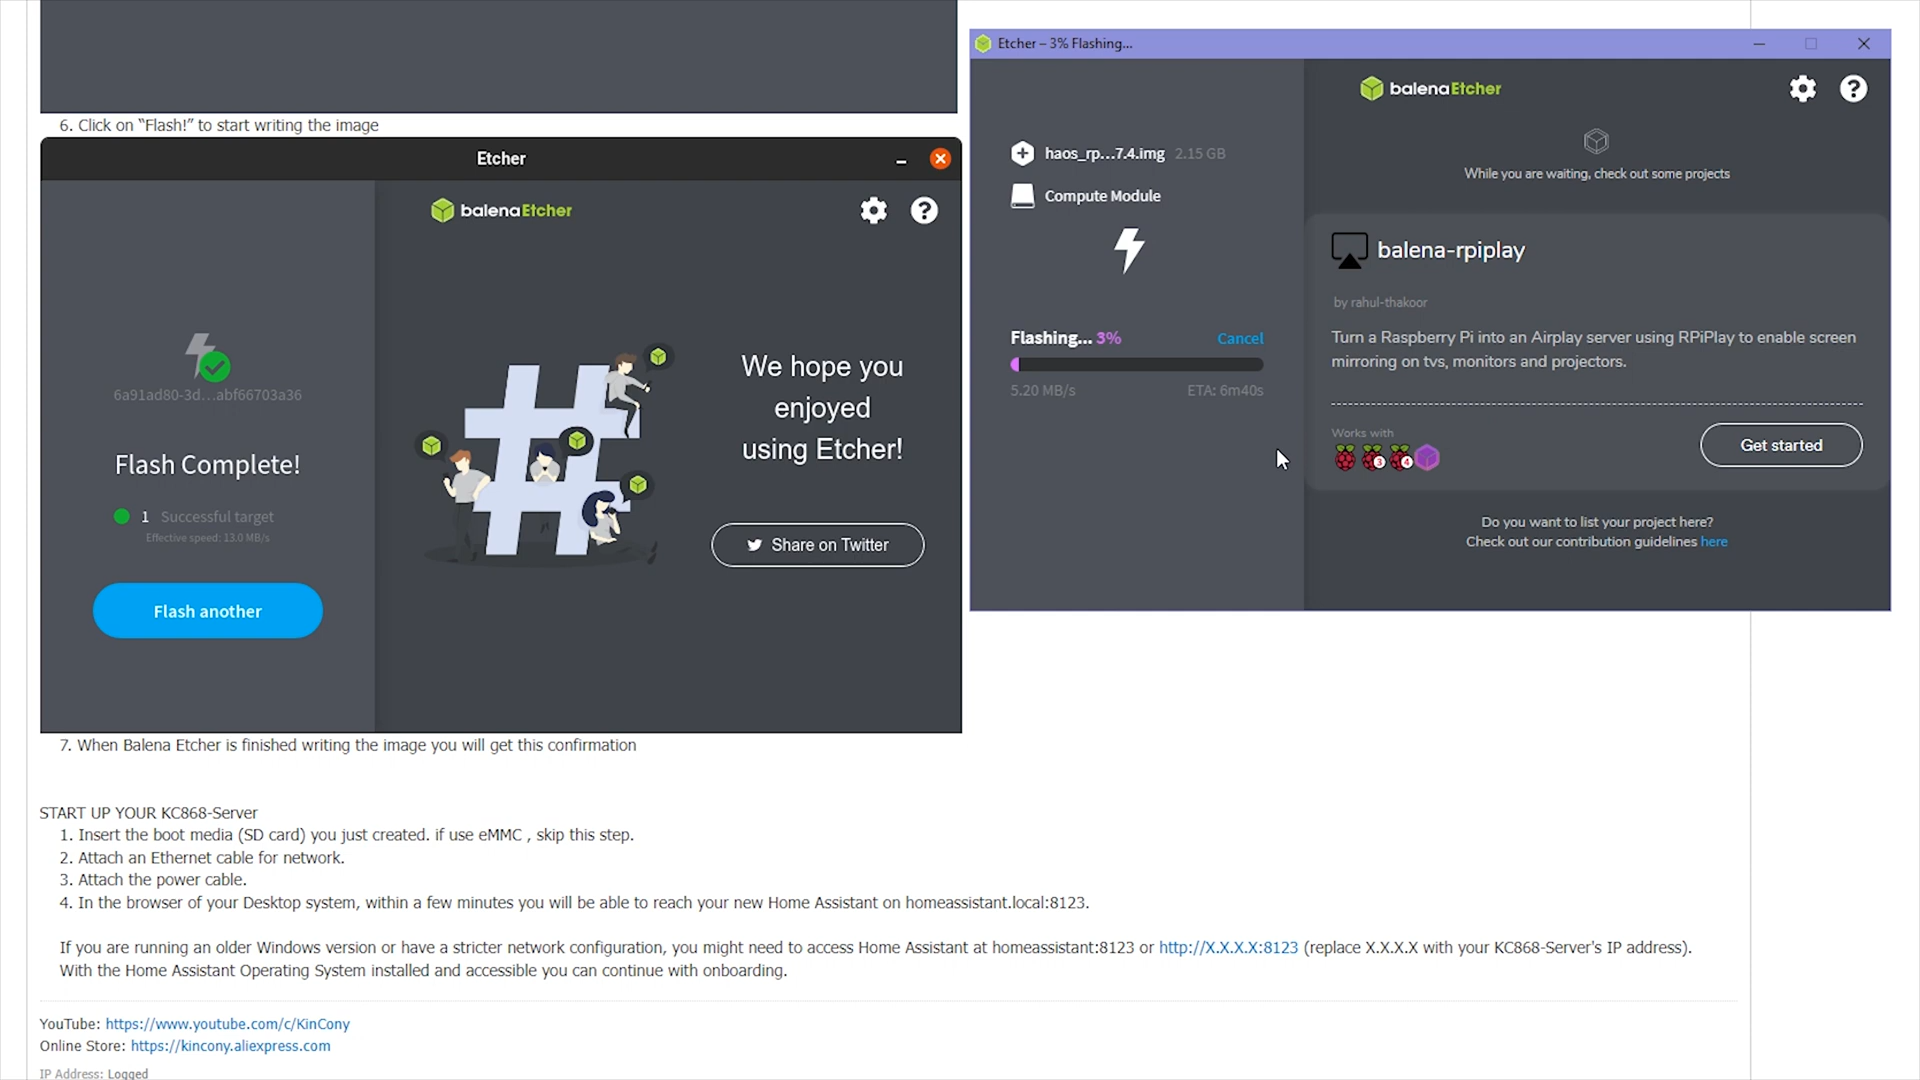 6. Click on “Flash!” to start writing the image
Etcher
balenaEtcher
6a91ad80-3d...abf66703a36
Flash Complete!
1 Successful target
Effective speed: 13.0 MB/s
Flash another
We hope you
enjoyed
using Etcher!
Share on Twitter
7. When Balena Etcher is finished writing the image you will get this confirmation
Etcher – 3% Flashing...
balenaEtcher
haos_rp...7.4.img 2.15 GB
Compute Module
Flashing... 3% Cancel
5.20 MB/s ETA: 6m40s
While you are waiting, check out some projects
balena-rpiplay
by rahul-thakoor
Turn a Raspberry Pi into an Airplay server using RPiPlay to enable screen
mirroring on tvs, monitors and projectors.
Works with
3 4
Get started
Do you want to list your project here?
Check out our contribution guidelines here
START UP YOUR KC868-Server
1. Insert the boot media (SD card) you just created. if use eMMC , skip this step.
2. Attach an Ethernet cable for network.
3. Attach the power cable.
4. In the browser of your Desktop system, within a few minutes you will be able to reach your new Home Assistant on homeassistant.local:8123.
If you are running an older Windows version or have a stricter network configuration, you might need to access Home Assistant at homeassistant:8123 or http://X.X.X.X:8123 (replace X.X.X.X with your KC868-Server's IP address).
With the Home Assistant Operating System installed and accessible you can continue with onboarding.
YouTube: https://www.youtube.com/c/KinCony
Online Store: https://kincony.aliexpress.com
IP Address: Logged